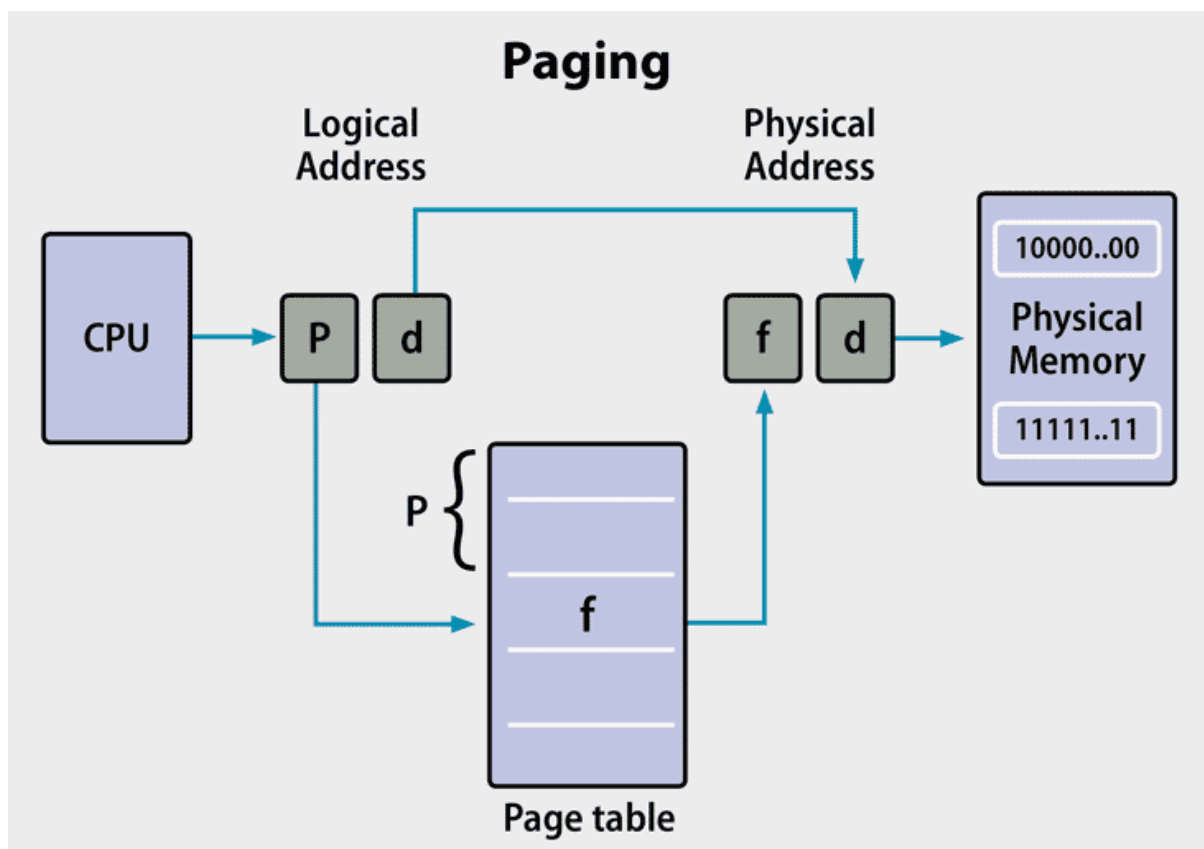 Paging
Logical
Address
Physical
Address
CPU
P
d
f
d
10000..00
Physical
Memory
11111..11
P
f
Page table